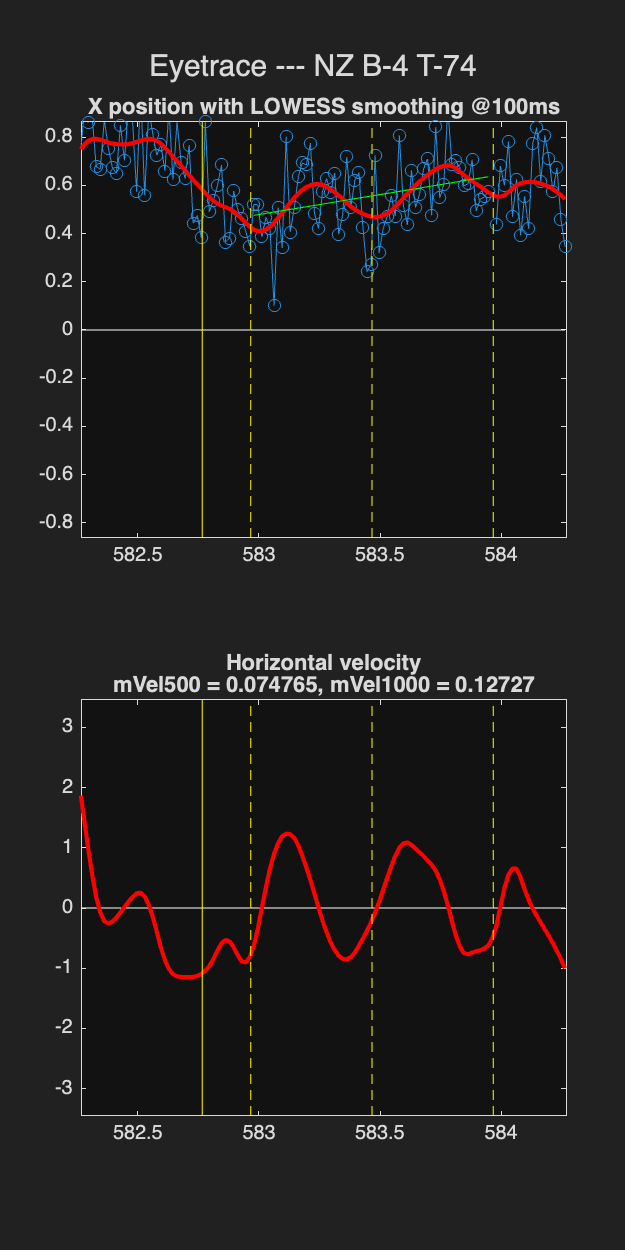 Eyetrace --- NZ B-4 T-74
X position with LOWESS smoothing @100ms
0.8
0.6
0.4
0.2
0
-0.2
-0.4
-0.6
-0.8
582.5 583 583.5 584
Horizontal velocity
mVel500 = 0.074765, mVel1000 = 0.12727
3
2
1
0
-1
-2
-3
582.5 583 583.5 584